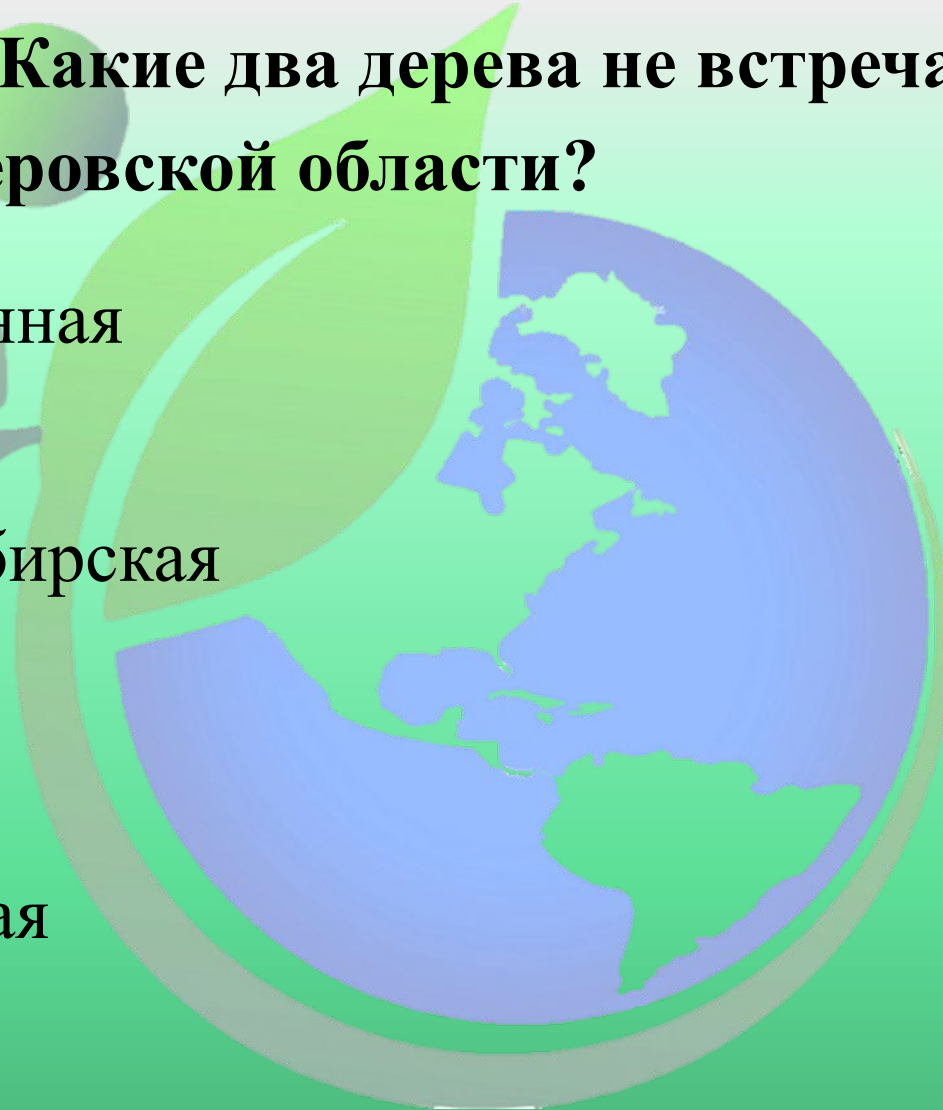 Какие два дерева не встреча
еровской области?
нная
бирская
ая